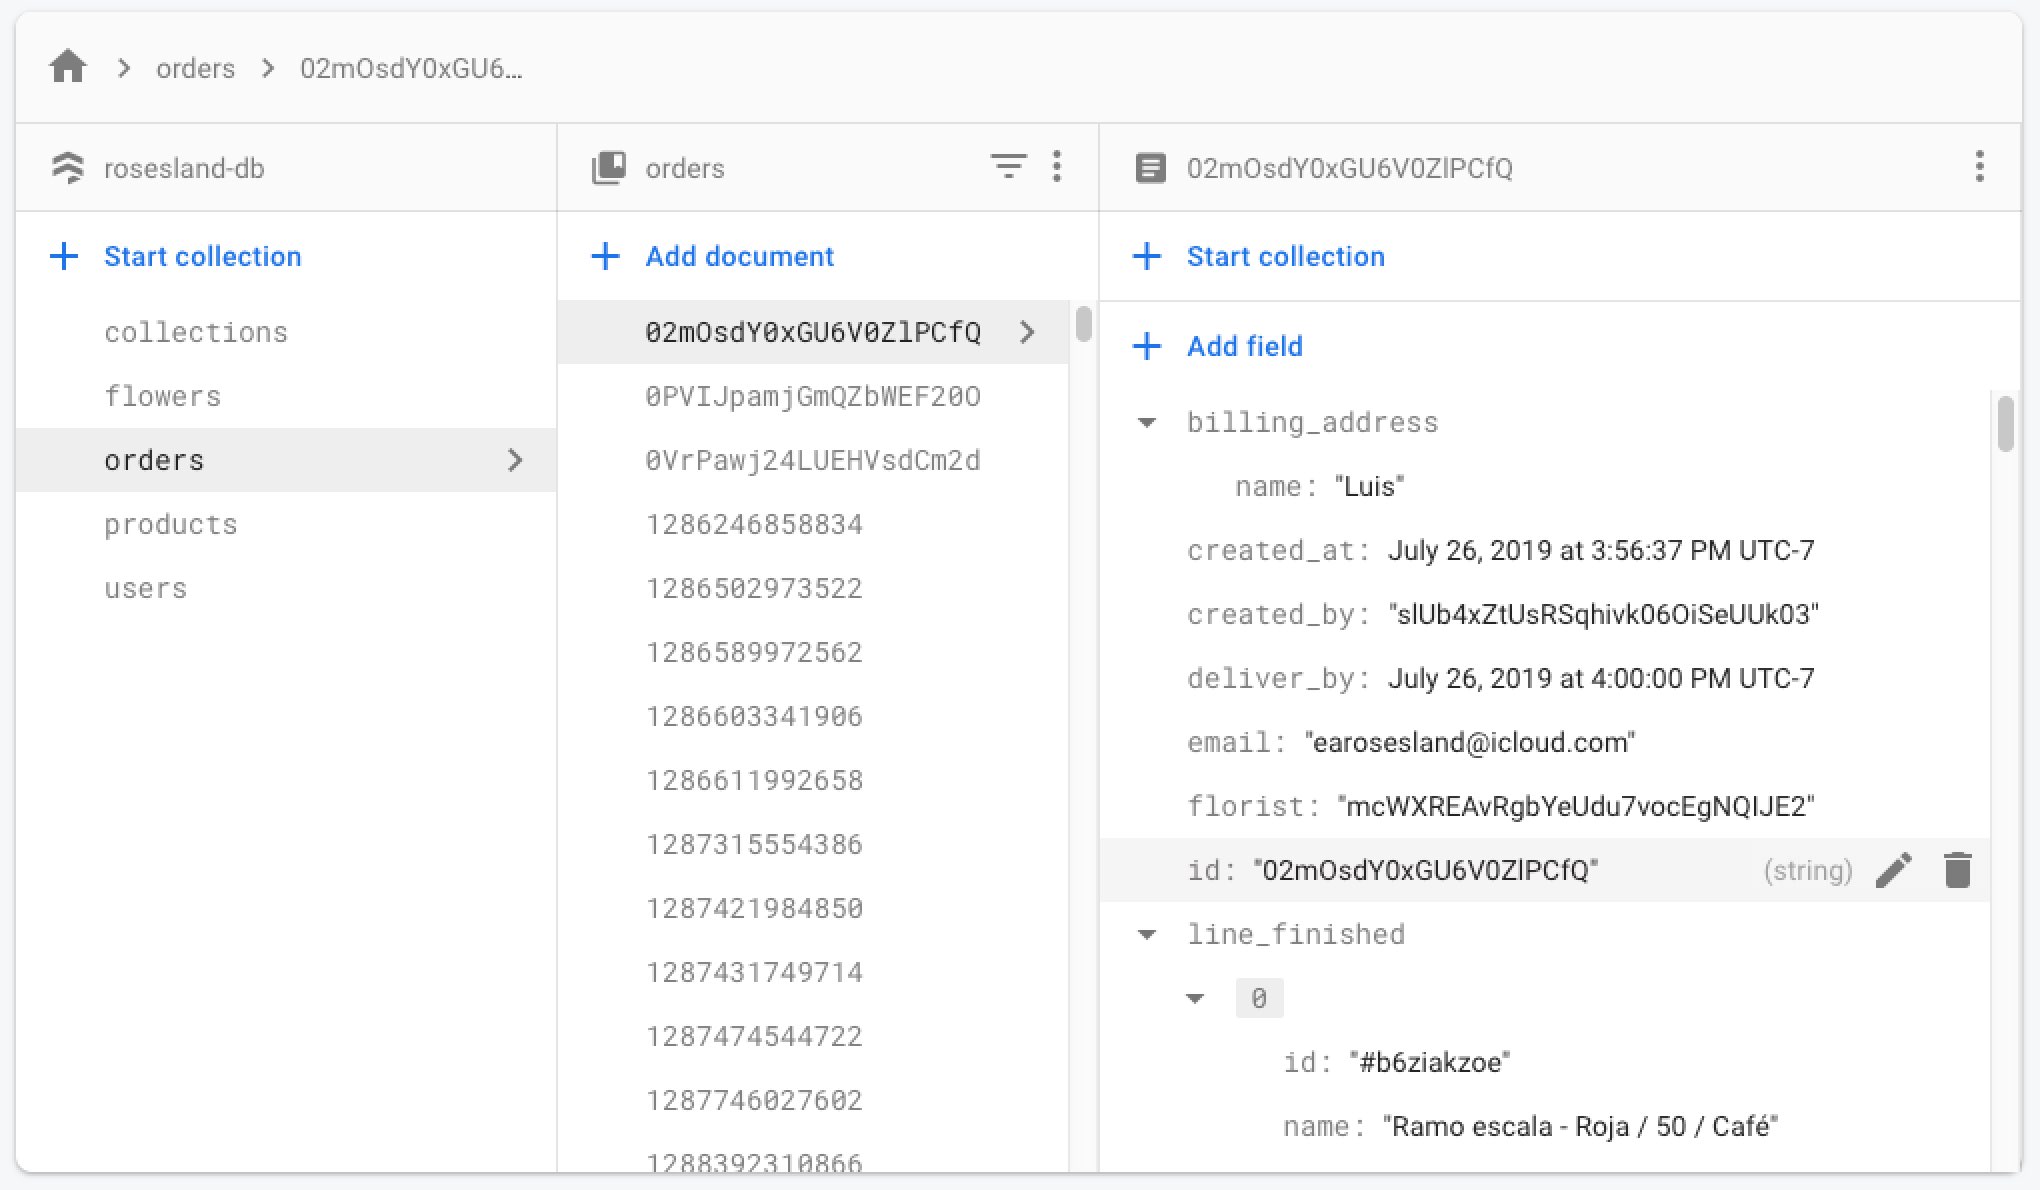 orders
02mOsdY0xGU6...
rosesland-db
Start collection
collections
flowers
orders
products
users
orders
Add document
02mOsdY0xGU6V0ZlPCfQ
0PVIJpamjGmQZbWEF20O
0VrPawj24LUEHVsdCm2d
1286246858834
1286502973522
1286589972562
1286603341906
1286611992658
1287315554386
1287421984850
1287431749714
1287474544722
1287746027602
1288392310866
02mOsdY0xGU6V0ZlPCfQ
Start collection
Add field
billing_address
name: "Luis"
created_at: July 26, 2019 at 3:56:37 PM UTC-7
created_by: "slUb4xZtUsRSqhivk06OiSeUUk03"
deliver_by: July 26, 2019 at 4:00:00 PM UTC-7
email: "earosesland@icloud.com"
florist: "mcWXREAvRgbYeUdu7vocEgNQIJE2"
id: "02mOsdY0xGU6V0ZlPCfQ" (string)
line_finished
0
id: "#b6ziakzoe"
name: "Ramo escala - Roja / 50 / Café"